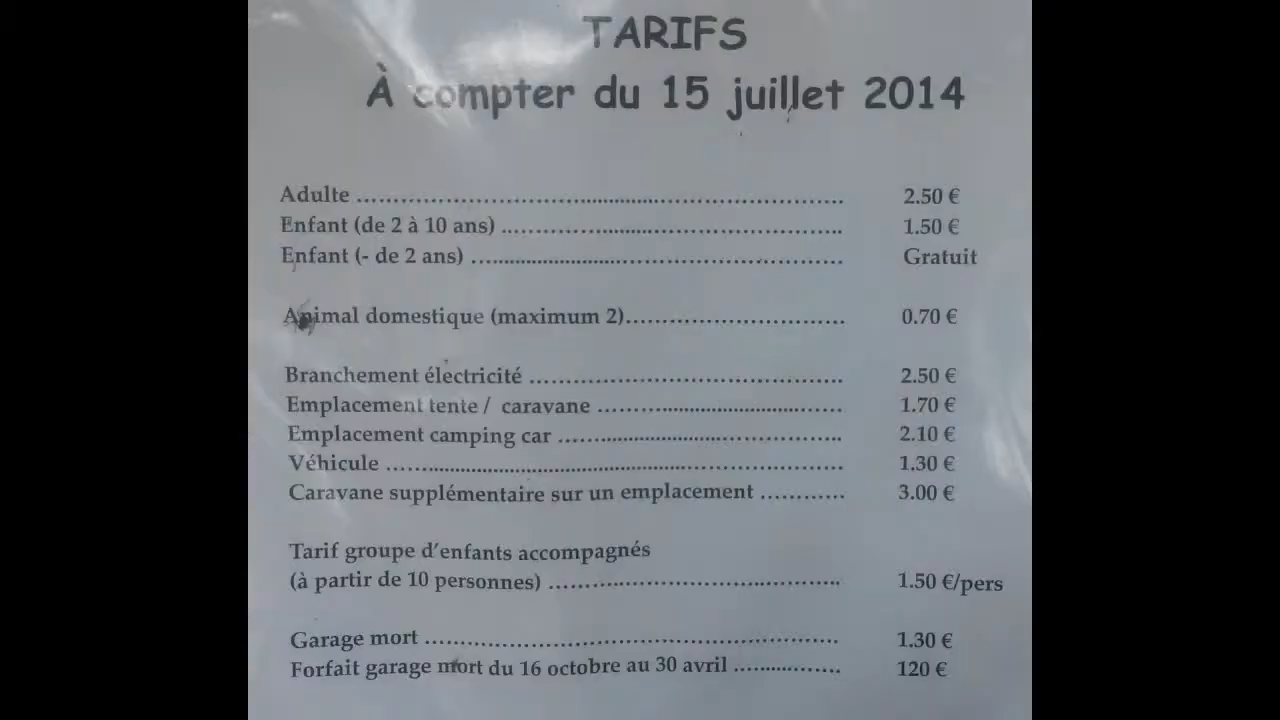 TARIFS
À compter du 15 juillet 2014
Adulte ........................................ 2.50 €
Enfant (de 2 à 10 ans) ........................................ 1.50 €
Enfant (- de 2 ans) ........................................ Gratuit
Animal domestique (maximum 2)........................................ 0.70 €
Branchement électricité ........................................ 2.50 €
Emplacement tente / caravane ........................................ 1.70 €
Emplacement camping car ........................................ 2.10 €
Véhicule ........................................ 1.30 €
Caravane supplémentaire sur un emplacement ............ 3.00 €
Tarif groupe d'enfants accompagnés
(à partir de 10 personnes) ........................................ 1.50 €/pers
Garage mort ........................................ 1.30 €
Forfait garage mort du 16 octobre au 30 avril .................. 120 €